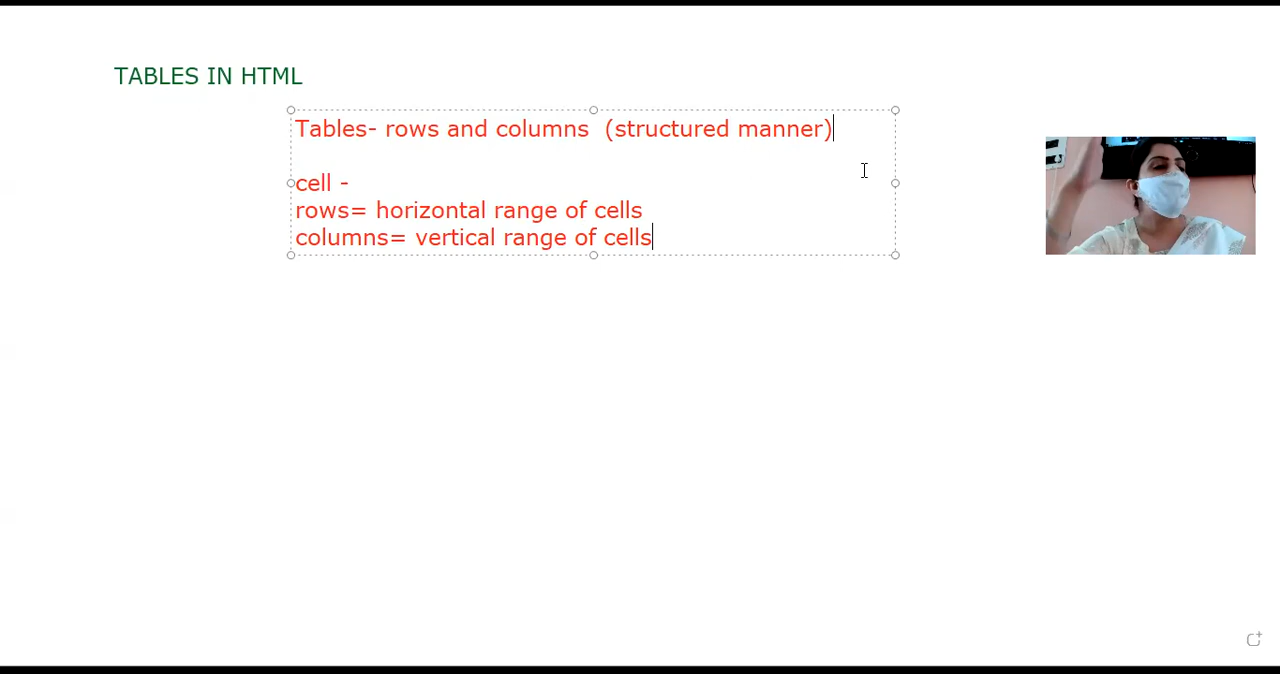 TABLES IN HTML
Tables- rows and columns  (structured manner)
cell -
rows= horizontal range of cells
columns= vertical range of cells